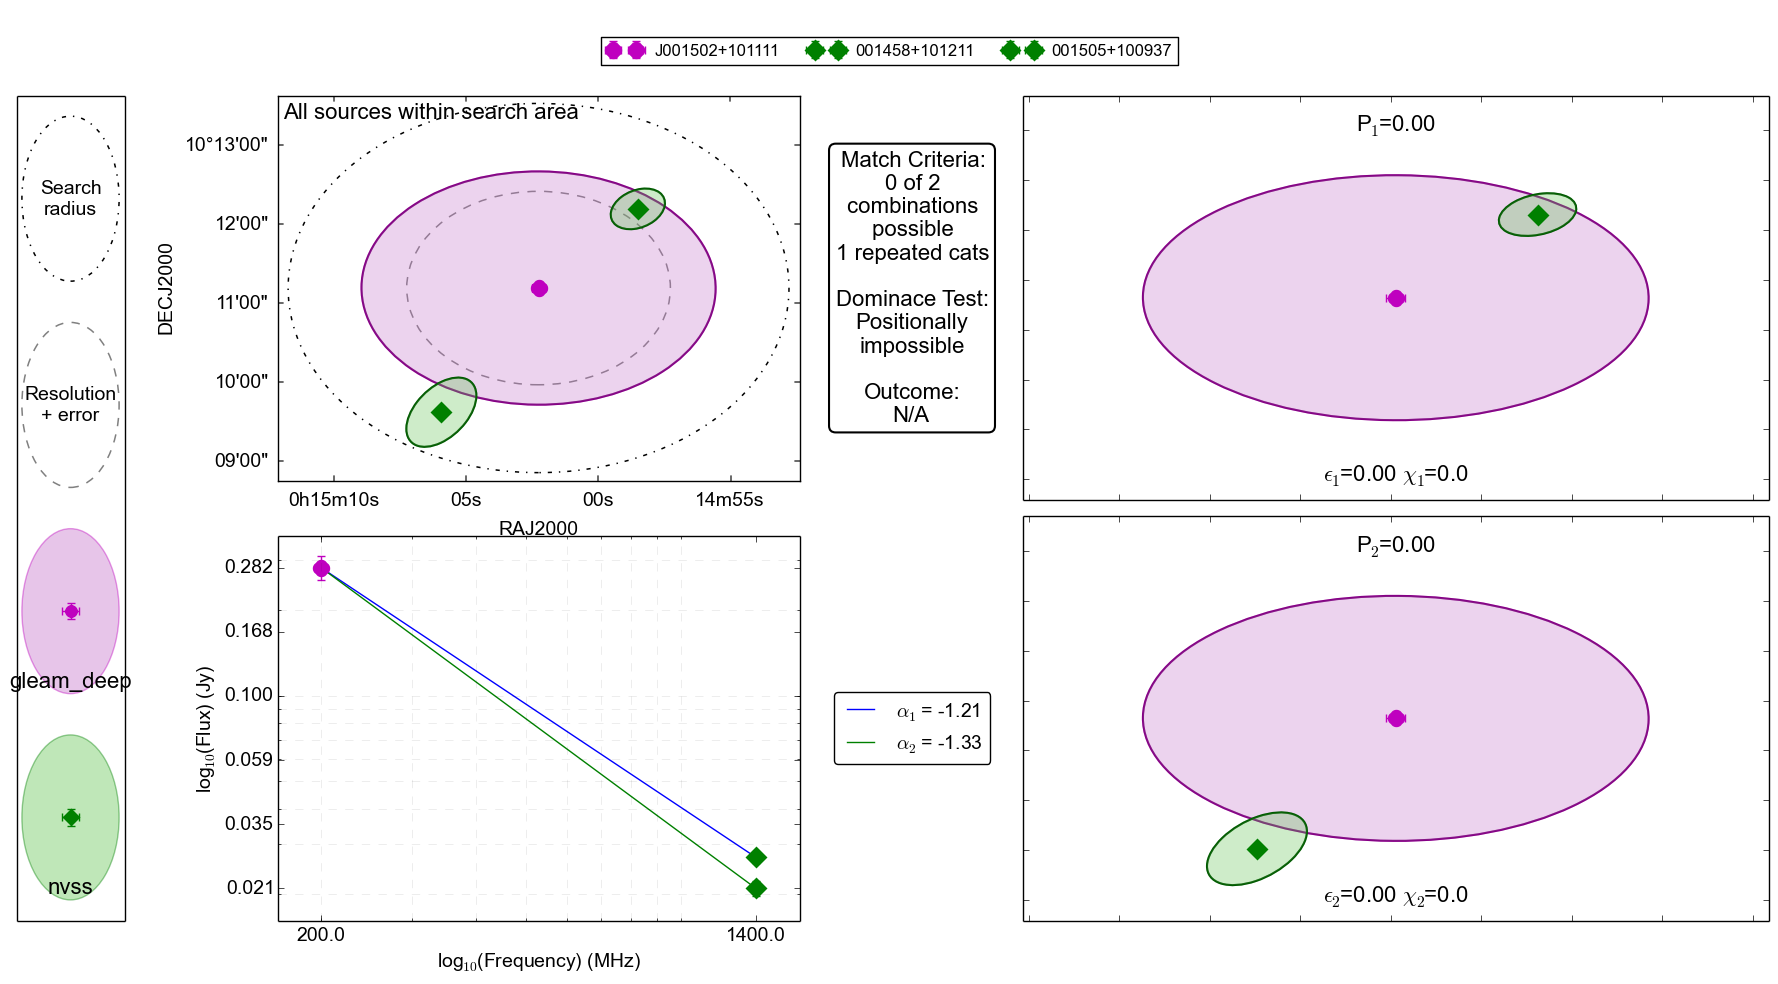 J001502+101111 001458+101211 001505+100937
Search
radius
Resolution
+ error
gleam_deep
nvss
All sources within search area
DECJ2000
10°13'00"
12'00"
11'00"
10'00"
09'00"
0h15m10s 05s 00s 14m55s
RAJ2000
Match Criteria:
0 of 2
combinations
possible
1 repeated cats
Dominace Test:
Positionally
impossible
Outcome:
N/A
P₁=0.00
ϵ₁=0.00 χ₁=0.0
log₁₀(Flux) (Jy)
0.282
0.168
0.100
0.059
0.035
0.021
200.0 1400.0
log₁₀(Frequency) (MHz)
α₁ = -1.21
α₂ = -1.33
P₂=0.00
ϵ₂=0.00 χ₂=0.0